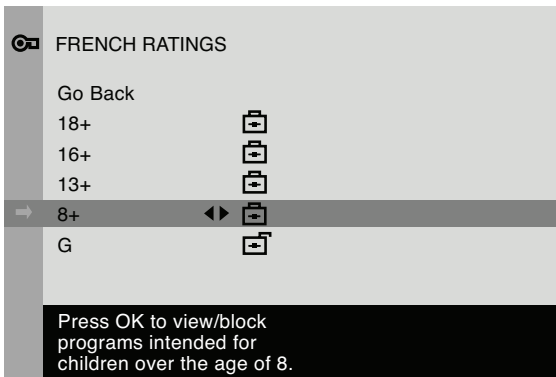 FRENCH RATINGS
Go Back
18+
16+
13+
8+
G
Press OK to view/block
programs intended for
children over the age of 8.